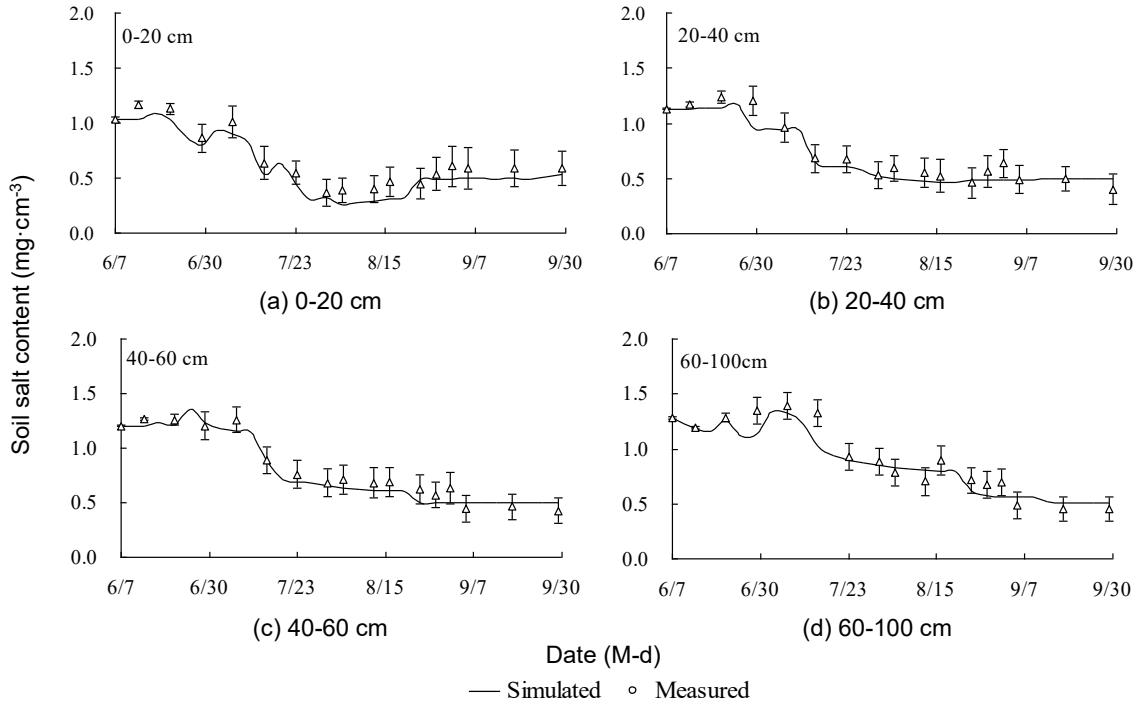 0-20 cm
2.0
1.5
1.0
0.5
0.0
6/7 6/30 7/23 8/15 9/7 9/30
(a) 0-20 cm
20-40 cm
2.0
1.5
1.0
0.5
0.0
6/7 6/30 7/23 8/15 9/7 9/30
(b) 20-40 cm
Soil salt content (mg·cm⁻³)
40-60 cm
2.0
1.5
1.0
0.5
0.0
6/7 6/30 7/23 8/15 9/7 9/30
(c) 40-60 cm
60-100cm
2.0
1.5
1.0
0.5
0.0
6/7 6/30 7/23 8/15 9/7 9/30
(d) 60-100 cm
Date (M-d)
Simulated Measured